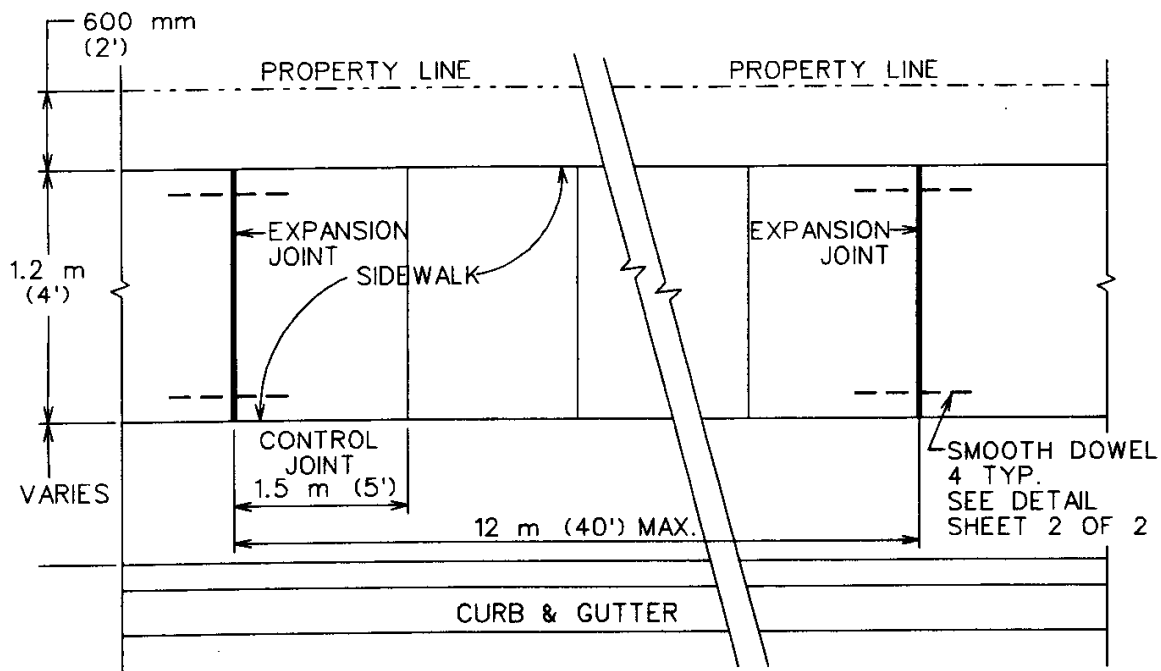 600 mm
(2')
PROPERTY LINE
PROPERTY LINE
EXPANSION
JOINT
EXPANSION
JOINT
1.2 m
(4')
SIDEWALK
CONTROL
JOINT
1.5 m (5')
VARIES
SMOOTH DOWEL
4 TYP.
SEE DETAIL
SHEET 2 OF 2
12 m (40') MAX.
CURB & GUTTER